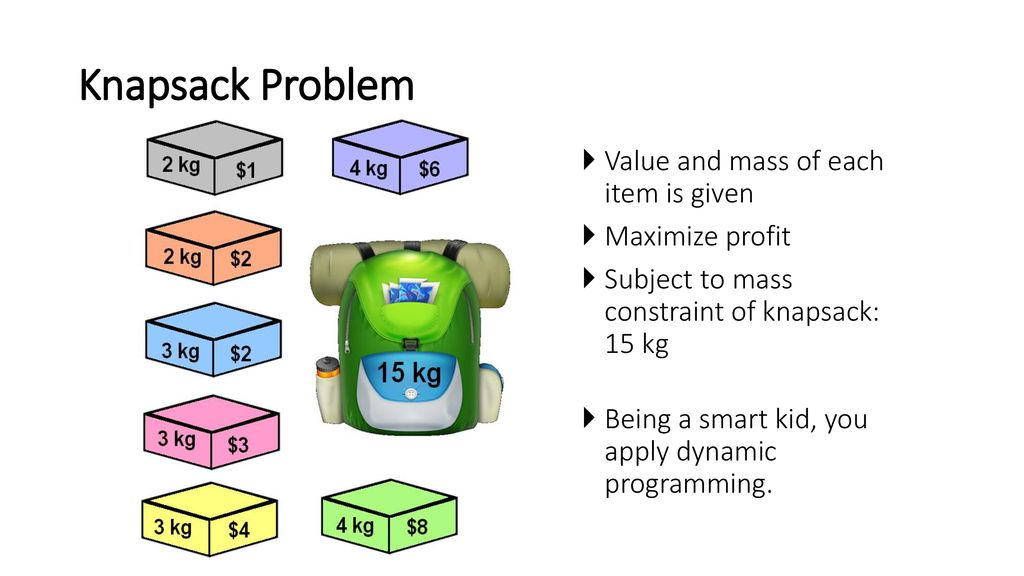 Knapsack Problem
2 kg $1
4 kg $6
2 kg $2
3 kg $2
3 kg $3
3 kg $4
4 kg $8
15 kg
Value and mass of each
item is given
Maximize profit
Subject to mass
constraint of knapsack:
15 kg
Being a smart kid, you
apply dynamic
programming.